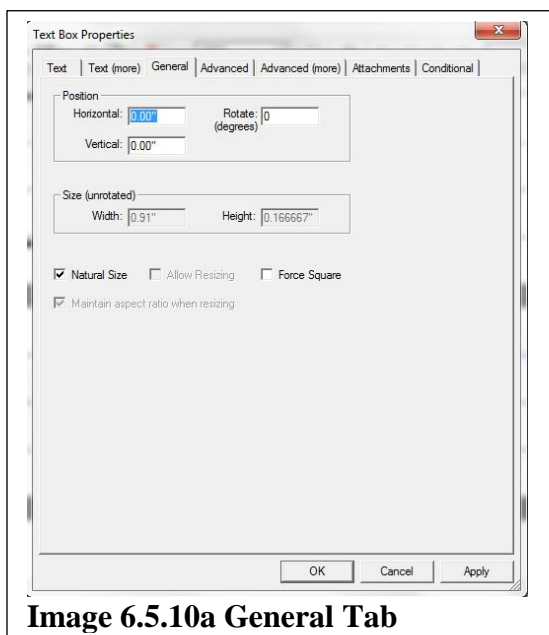 Text Box Properties
Text Text (more) General Advanced Advanced (more) Attachments Conditional
Position
Horizontal: 0.00" Rotate: 0
(degrees)
Vertical: 0.00"
Size (unrotated)
Width: 0.91" Height: 0.166667"
Natural Size Allow Resizing Force Square
Maintain aspect ratio when resizing
OK Cancel Apply
Image 6.5.10a General Tab